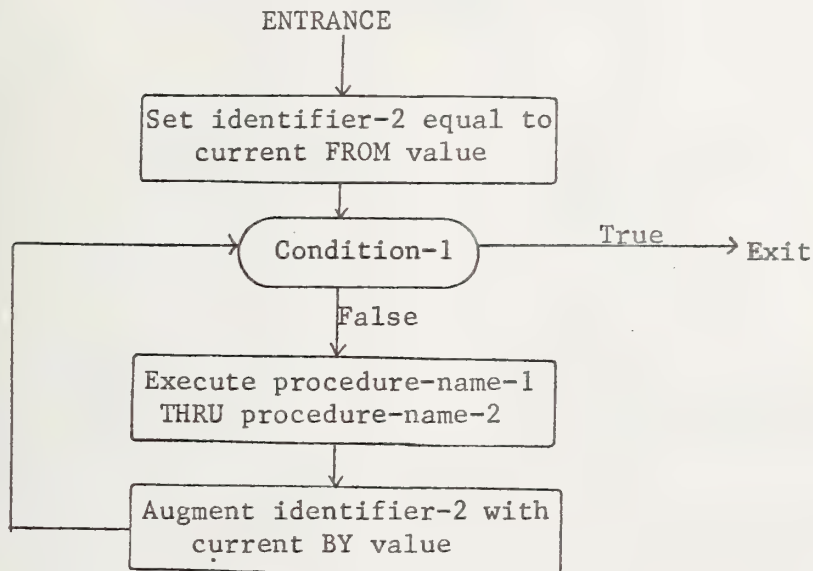 ENTRANCE
Set identifier-2 equal to
current FROM value
Condition-1
True
Exit
False
Execute procedure-name-1
THRU procedure-name-2
Augment identifier-2 with
current BY value